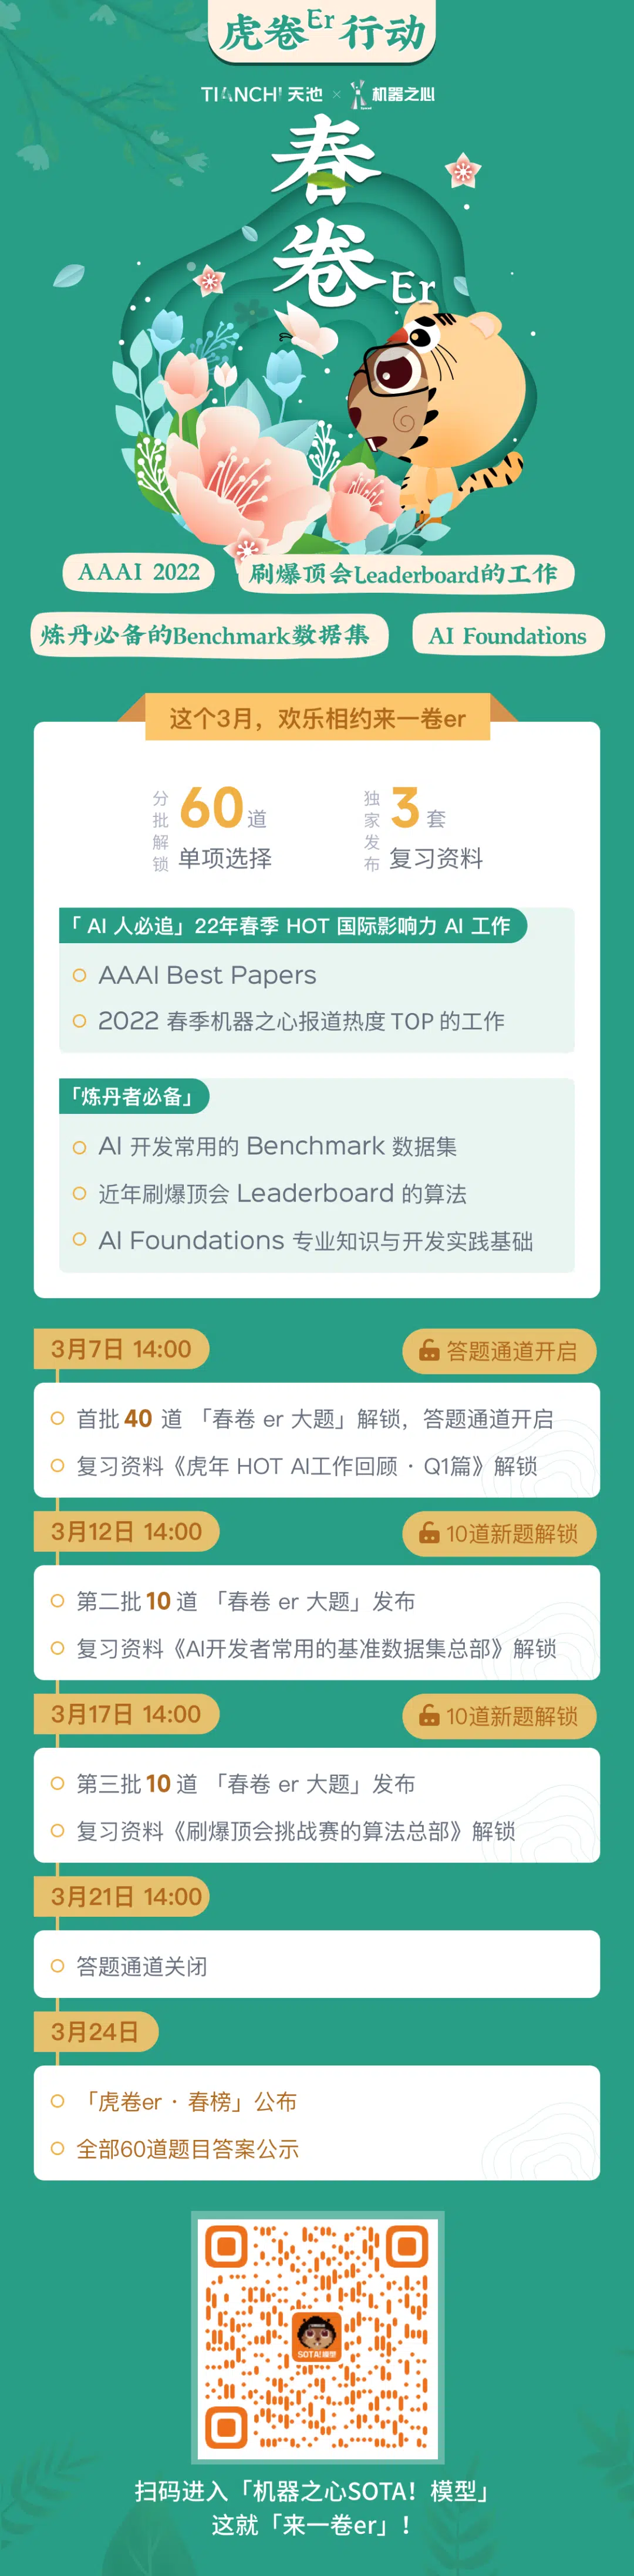 虎卷Er行动
TIANCHI 天池 × 机器之心
春
卷Er
AAAI 2022
刷爆顶会Leaderboard的工作
炼丹必备的Benchmark数据集
AI Foundations
这个3月，欢乐相约来一卷er
分批解锁 60 道 单项选择
独家发布 3 套 复习资料
「 AI 人必追」22年春季 HOT 国际影响力 AI 工作
AAAI Best Papers
2022 春季机器之心报道热度 TOP 的工作
「炼丹者必备」
AI 开发常用的 Benchmark 数据集
近年刷爆顶会 Leaderboard 的算法
AI Foundations 专业知识与开发实践基础
3月7日 14:00
答题通道开启
首批 40 道 「春卷 er 大题」解锁，答题通道开启
复习资料《虎年 HOT AI工作回顾 · Q1篇》解锁
3月12日 14:00
10道新题解锁
第二批 10 道 「春卷 er 大题」发布
复习资料《AI开发者常用的基准数据集总部》解锁
3月17日 14:00
10道新题解锁
第三批 10 道 「春卷 er 大题」发布
复习资料《刷爆顶会挑战赛的算法总部》解锁
3月21日 14:00
答题通道关闭
3月24日
「虎卷er · 春榜」公布
全部60道题目答案公示
SOTA!模型
扫码进入「机器之心SOTA！模型」
这就「来一卷er」！